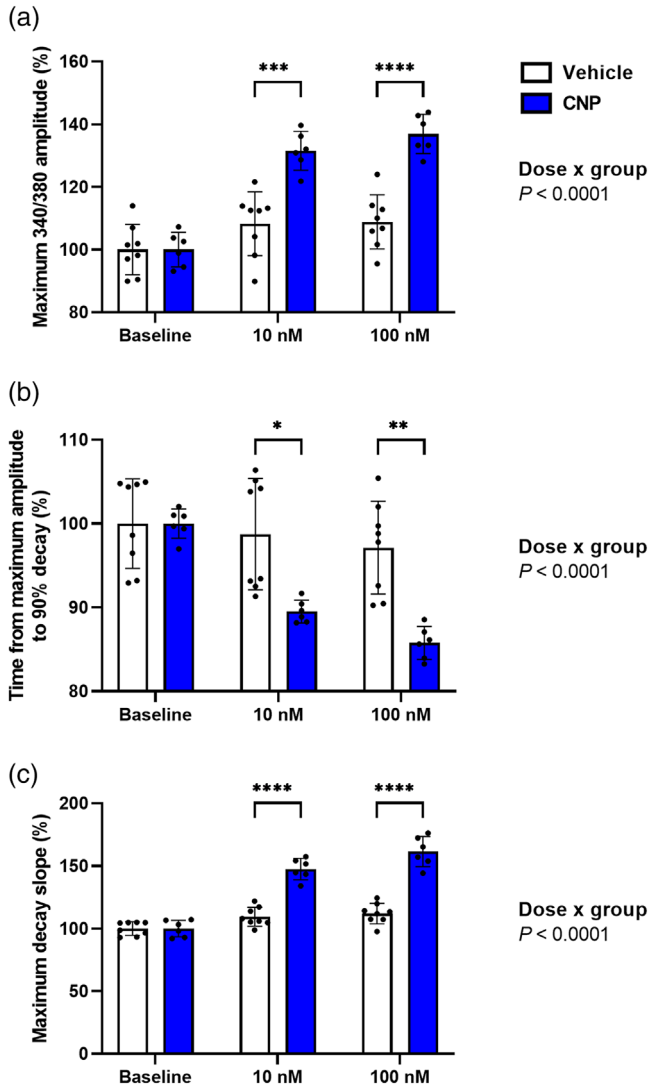 (a)
Maximum 340/380 amplitude (%)
160
140
120
100
80
***
****
Baseline
10 nM
100 nM
Vehicle
CNP
Dose x group
P < 0.0001
(b)
Time from maximum amplitude
to 90% decay (%)
110
100
90
80
*
**
Baseline
10 nM
100 nM
Dose x group
P < 0.0001
(c)
Maximum decay slope (%)
200
150
100
50
0
****
****
Baseline
10 nM
100 nM
Dose x group
P < 0.0001